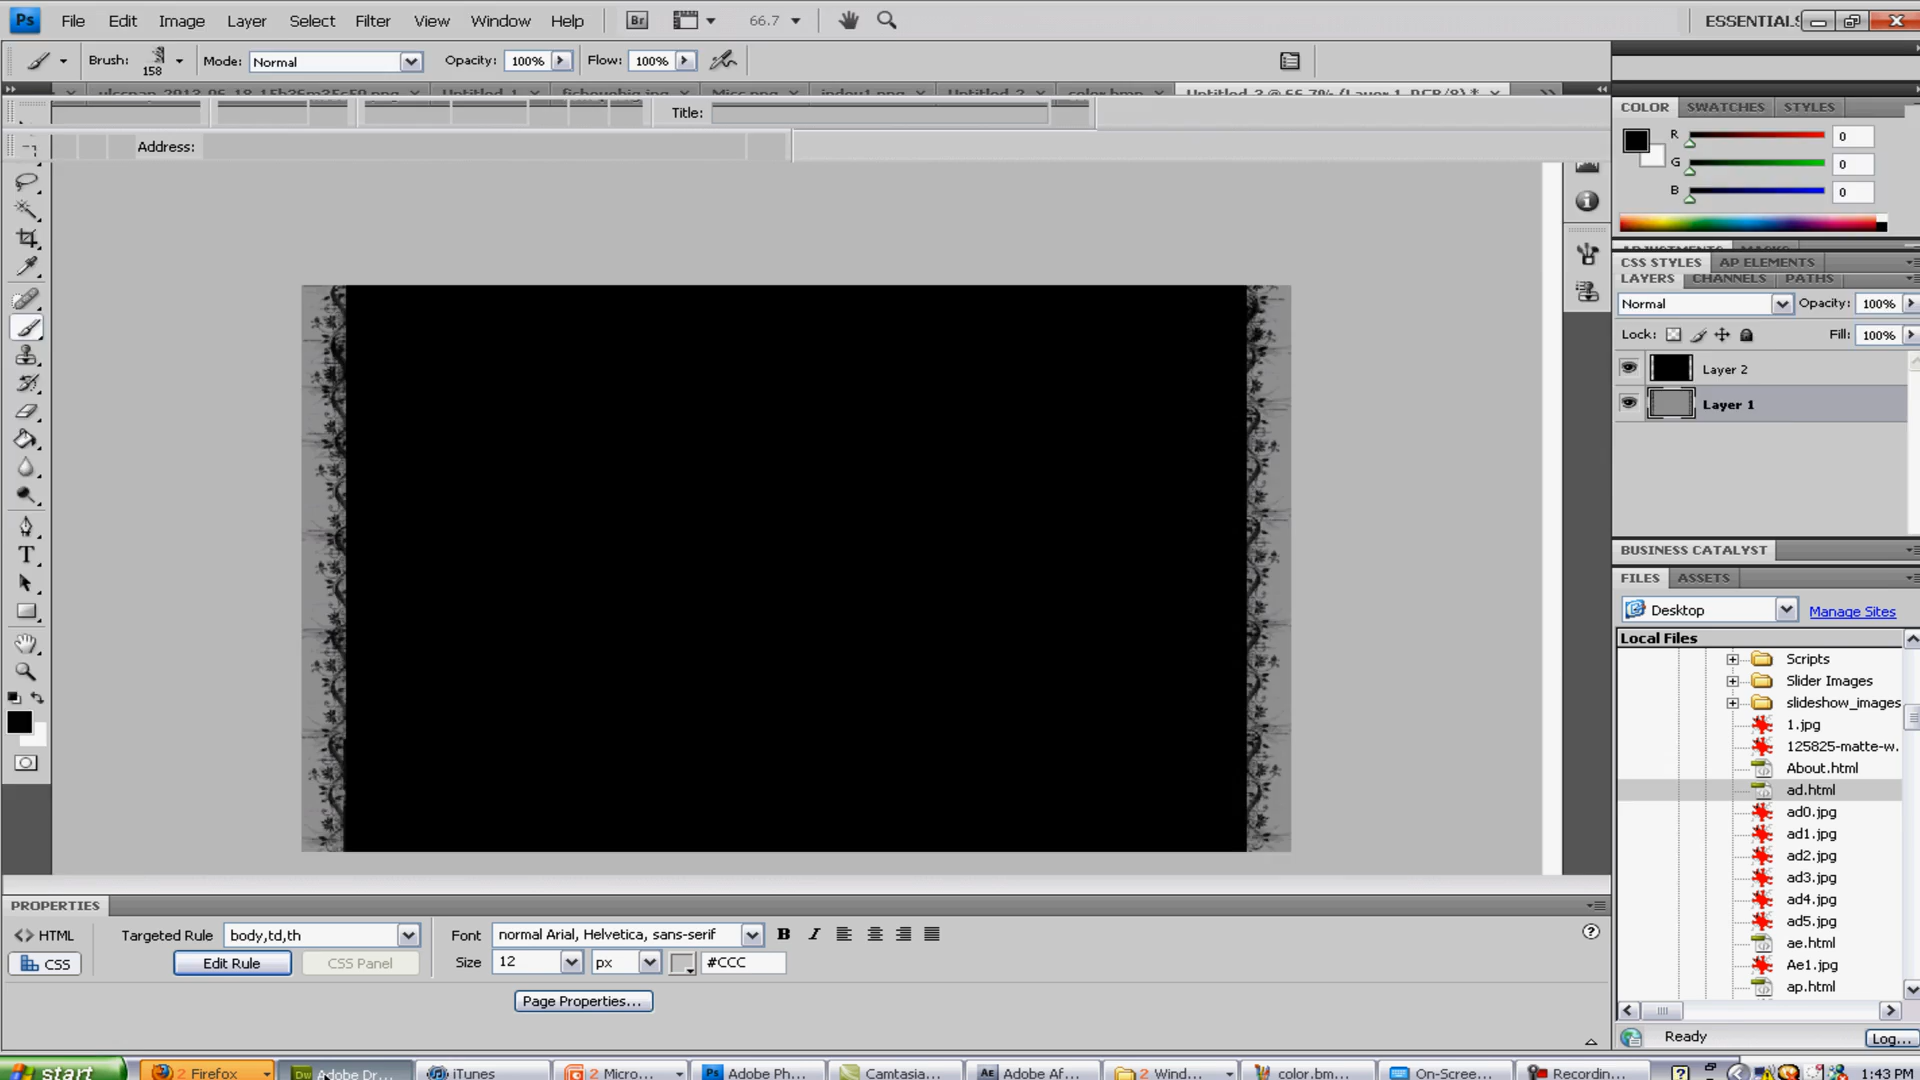 Ps File Edit Image Layer Select Filter View Window Help Br 66.7 ESSENTIALS
Brush: 158 Mode: Normal Opacity: 100% Flow: 100%
Untitled-1 fishowbig.jpg Misc.png indou1.png Untitled-2 color.bmp Untitled-3 @ 66.7% (Layer 1, RGB/8) *
Title:
Address:
COLOR SWATCHES STYLES
R 0
G 0
B 0
ADJUSTMENTS MASKS
CSS STYLES AP ELEMENTS
LAYERS CHANNELS PATHS
Normal Opacity: 100%
Lock: Fill: 100%
Layer 2
Layer 1
BUSINESS CATALYST
FILES ASSETS
Desktop Manage Sites
Local Files
Scripts
Slider Images
slideshow_images
1.jpg
125825-matte-w.
About.html
ad.html
ad0.jpg
ad1.jpg
ad2.jpg
ad3.jpg
ad4.jpg
ad5.jpg
ae.html
Ae1.jpg
ap.html
Ready Log...
PROPERTIES
<> HTML Targeted Rule body,td,th Font normal Arial, Helvetica, sans-serif B I
CSS Edit Rule CSS Panel Size 12 px #CCC
Page Properties...
start 2 Firefox Dw Adobe Dr... iTunes 2 Micro... Ps Adobe Ph... Camtasia... AE Adobe Af... 2 Wind... color.bm... On-Scree... Recordin... 1:43 PM